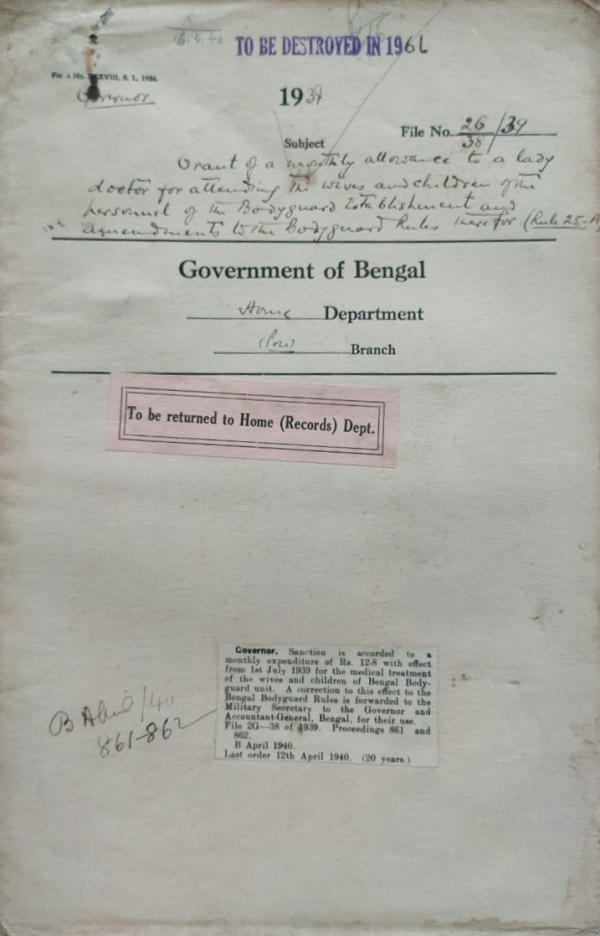 TO BE DESTROYED IN 196
XXVIII, S. I., 1936.
Governor
1939
File No. 26/38 /39
Subject
Grant of a monthly allowance to a lady
doctor for attending the wives and children of the
personnel of the Bodyguard Establishment and
amendments to the Bodyguard Rules therefor. (Rule 25-
Government of Bengal
Home Department
Branch
To be returned to Home (Records) Dept.
Governor. Sanction is accorded to a
monthly expenditure of Rs. 12-8 with effect
from 1st July 1939 for the medical treatment
of the wives and children of Bengal Body-
guard unit. A correction to this effect to the
Bengal Bodyguard Rules is forwarded to the
Military Secretary to the Governor and
Accountant-General, Bengal, for their use.
File 2G—38 of 1939. Proceedings 861 and
862.
B April 1940.
Last order 12th April 1940. (20 years.)
B April/40
861-862